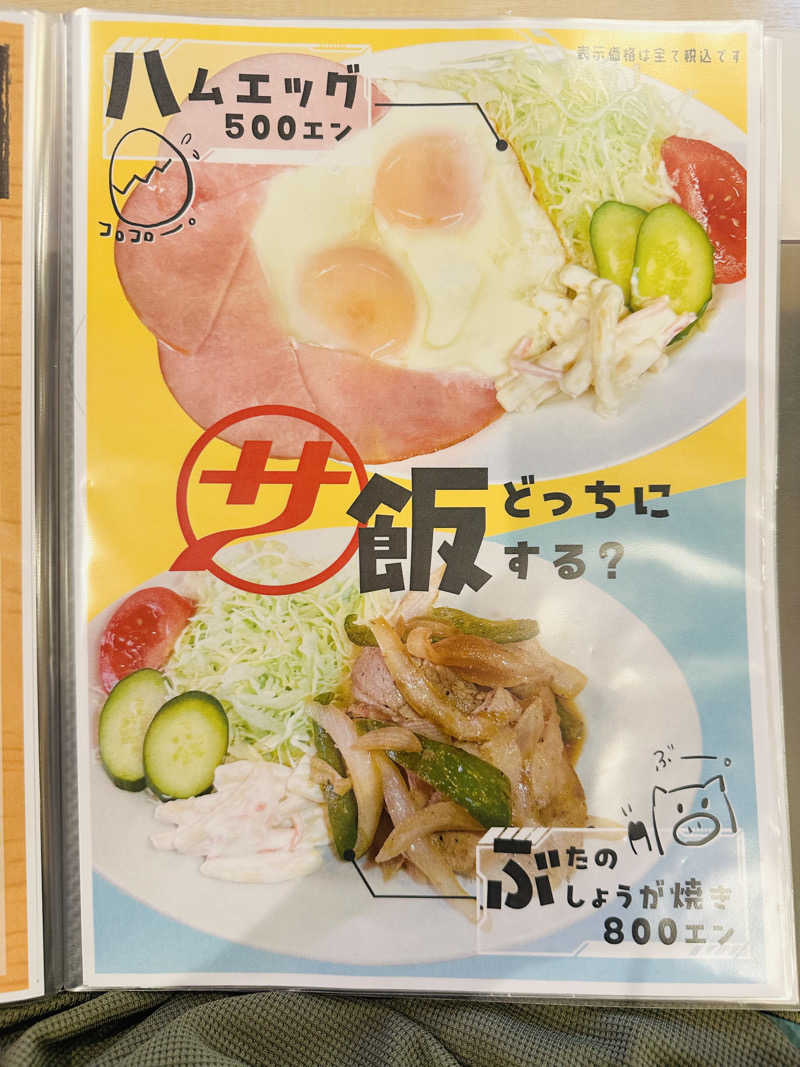 表示価格は全て税込です
ハムエッグ
500エン
コロコロー。
サ飯どっちに
する?
ぶー。
ぶたの
しょうが焼き
800エン